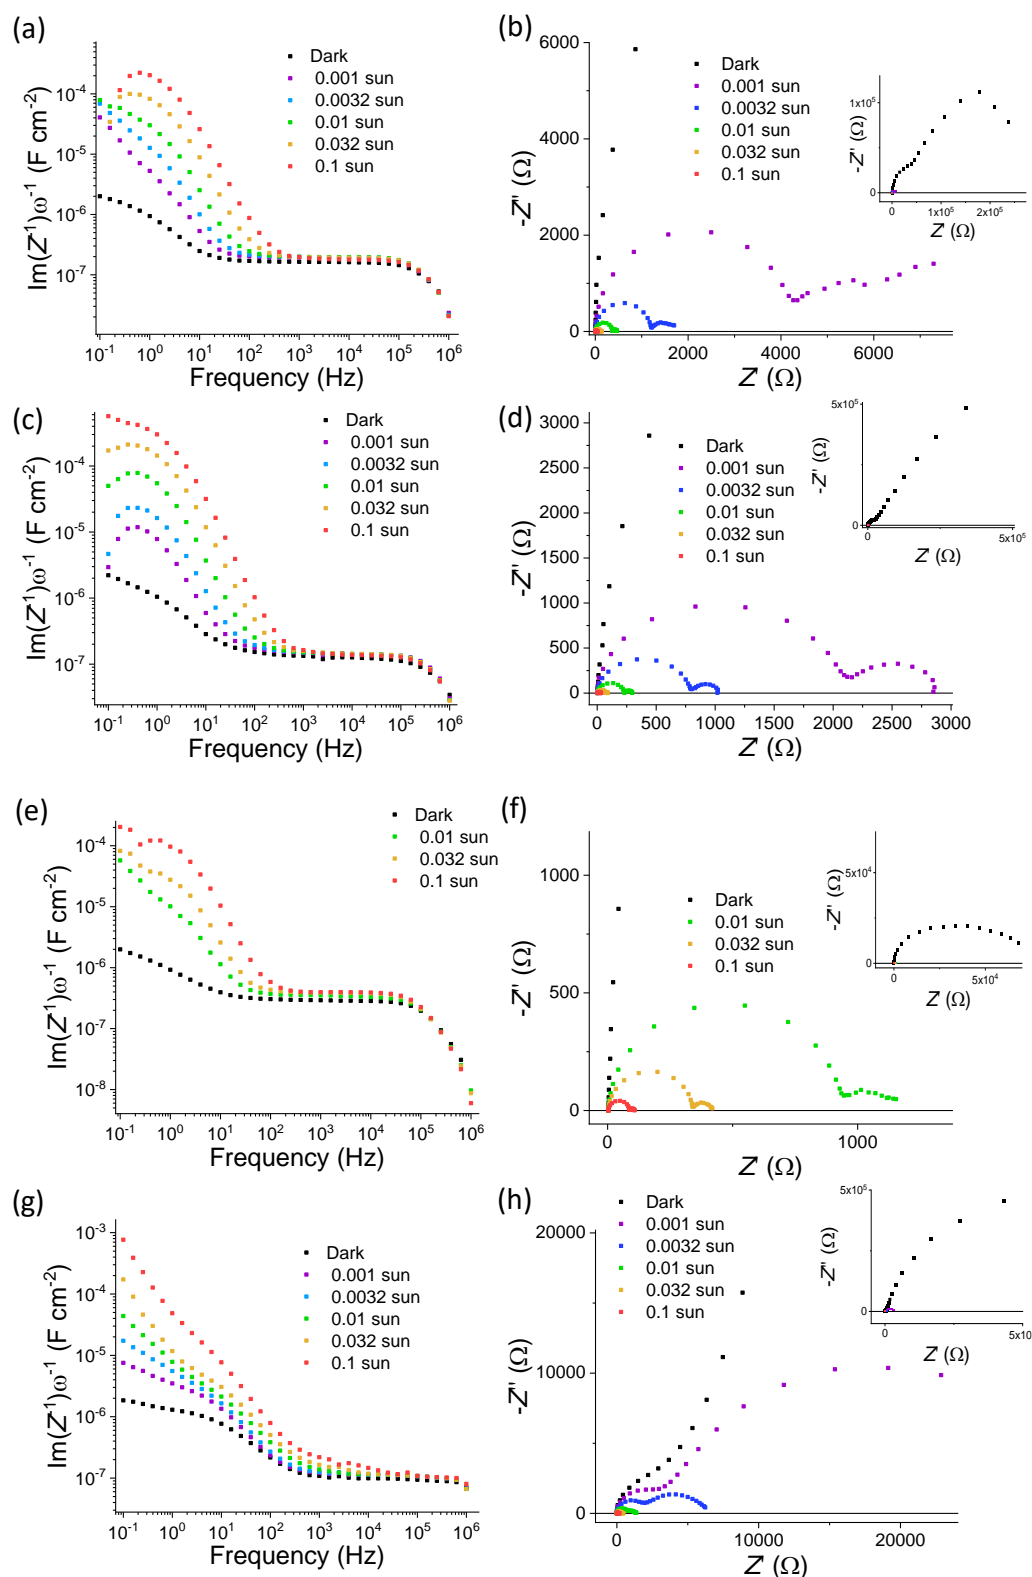 (a)
Im(Z⁻¹)ω⁻¹ (F cm⁻²)
10⁻⁴
10⁻⁵
10⁻⁶
10⁻⁷
Dark
0.001 sun
0.0032 sun
0.01 sun
0.032 sun
0.1 sun
10⁻¹ 10⁰ 10¹ 10² 10³ 10⁴ 10⁵ 10⁶
Frequency (Hz)
(b)
-Z'' (Ω)
6000
4000
2000
0
Dark
0.001 sun
0.0032 sun
0.01 sun
0.032 sun
0.1 sun
0 2000 4000 6000
Z' (Ω)
-Z'' (Ω)
1x10⁵
0
0 1x10⁵ 2x10⁵
Z' (Ω)
(c)
Im(Z⁻¹)ω⁻¹ (F cm⁻²)
10⁻⁴
10⁻⁵
10⁻⁶
10⁻⁷
Dark
0.001 sun
0.0032 sun
0.01 sun
0.032 sun
0.1 sun
10⁻¹ 10⁰ 10¹ 10² 10³ 10⁴ 10⁵ 10⁶
Frequency (Hz)
(d)
-Z'' (Ω)
3000
2500
2000
1500
1000
500
0
Dark
0.001 sun
0.0032 sun
0.01 sun
0.032 sun
0.1 sun
0 500 1000 1500 2000 2500 3000
Z' (Ω)
-Z'' (Ω)
5x10⁵
0
0 5x10⁵
Z' (Ω)
(e)
Im(Z⁻¹)ω⁻¹ (F cm⁻²)
10⁻⁴
10⁻⁵
10⁻⁶
10⁻⁷
10⁻⁸
Dark
0.01 sun
0.032 sun
0.1 sun
10⁻¹ 10⁰ 10¹ 10² 10³ 10⁴ 10⁵ 10⁶
Frequency (Hz)
(f)
-Z'' (Ω)
1000
500
0
Dark
0.01 sun
0.032 sun
0.1 sun
0 1000
Z' (Ω)
-Z'' (Ω)
5x10⁴
0
0 5x10⁴
Z' (Ω)
(g)
Im(Z⁻¹)ω⁻¹ (F cm⁻²)
10⁻³
10⁻⁴
10⁻⁵
10⁻⁶
10⁻⁷
Dark
0.001 sun
0.0032 sun
0.01 sun
0.032 sun
0.1 sun
10⁻¹ 10⁰ 10¹ 10² 10³ 10⁴ 10⁵ 10⁶
Frequency (Hz)
(h)
-Z'' (Ω)
20000
10000
0
Dark
0.001 sun
0.0032 sun
0.01 sun
0.032 sun
0.1 sun
0 10000 20000
Z' (Ω)
-Z'' (Ω)
5x10⁵
0
0 5x10
Z' (Ω)